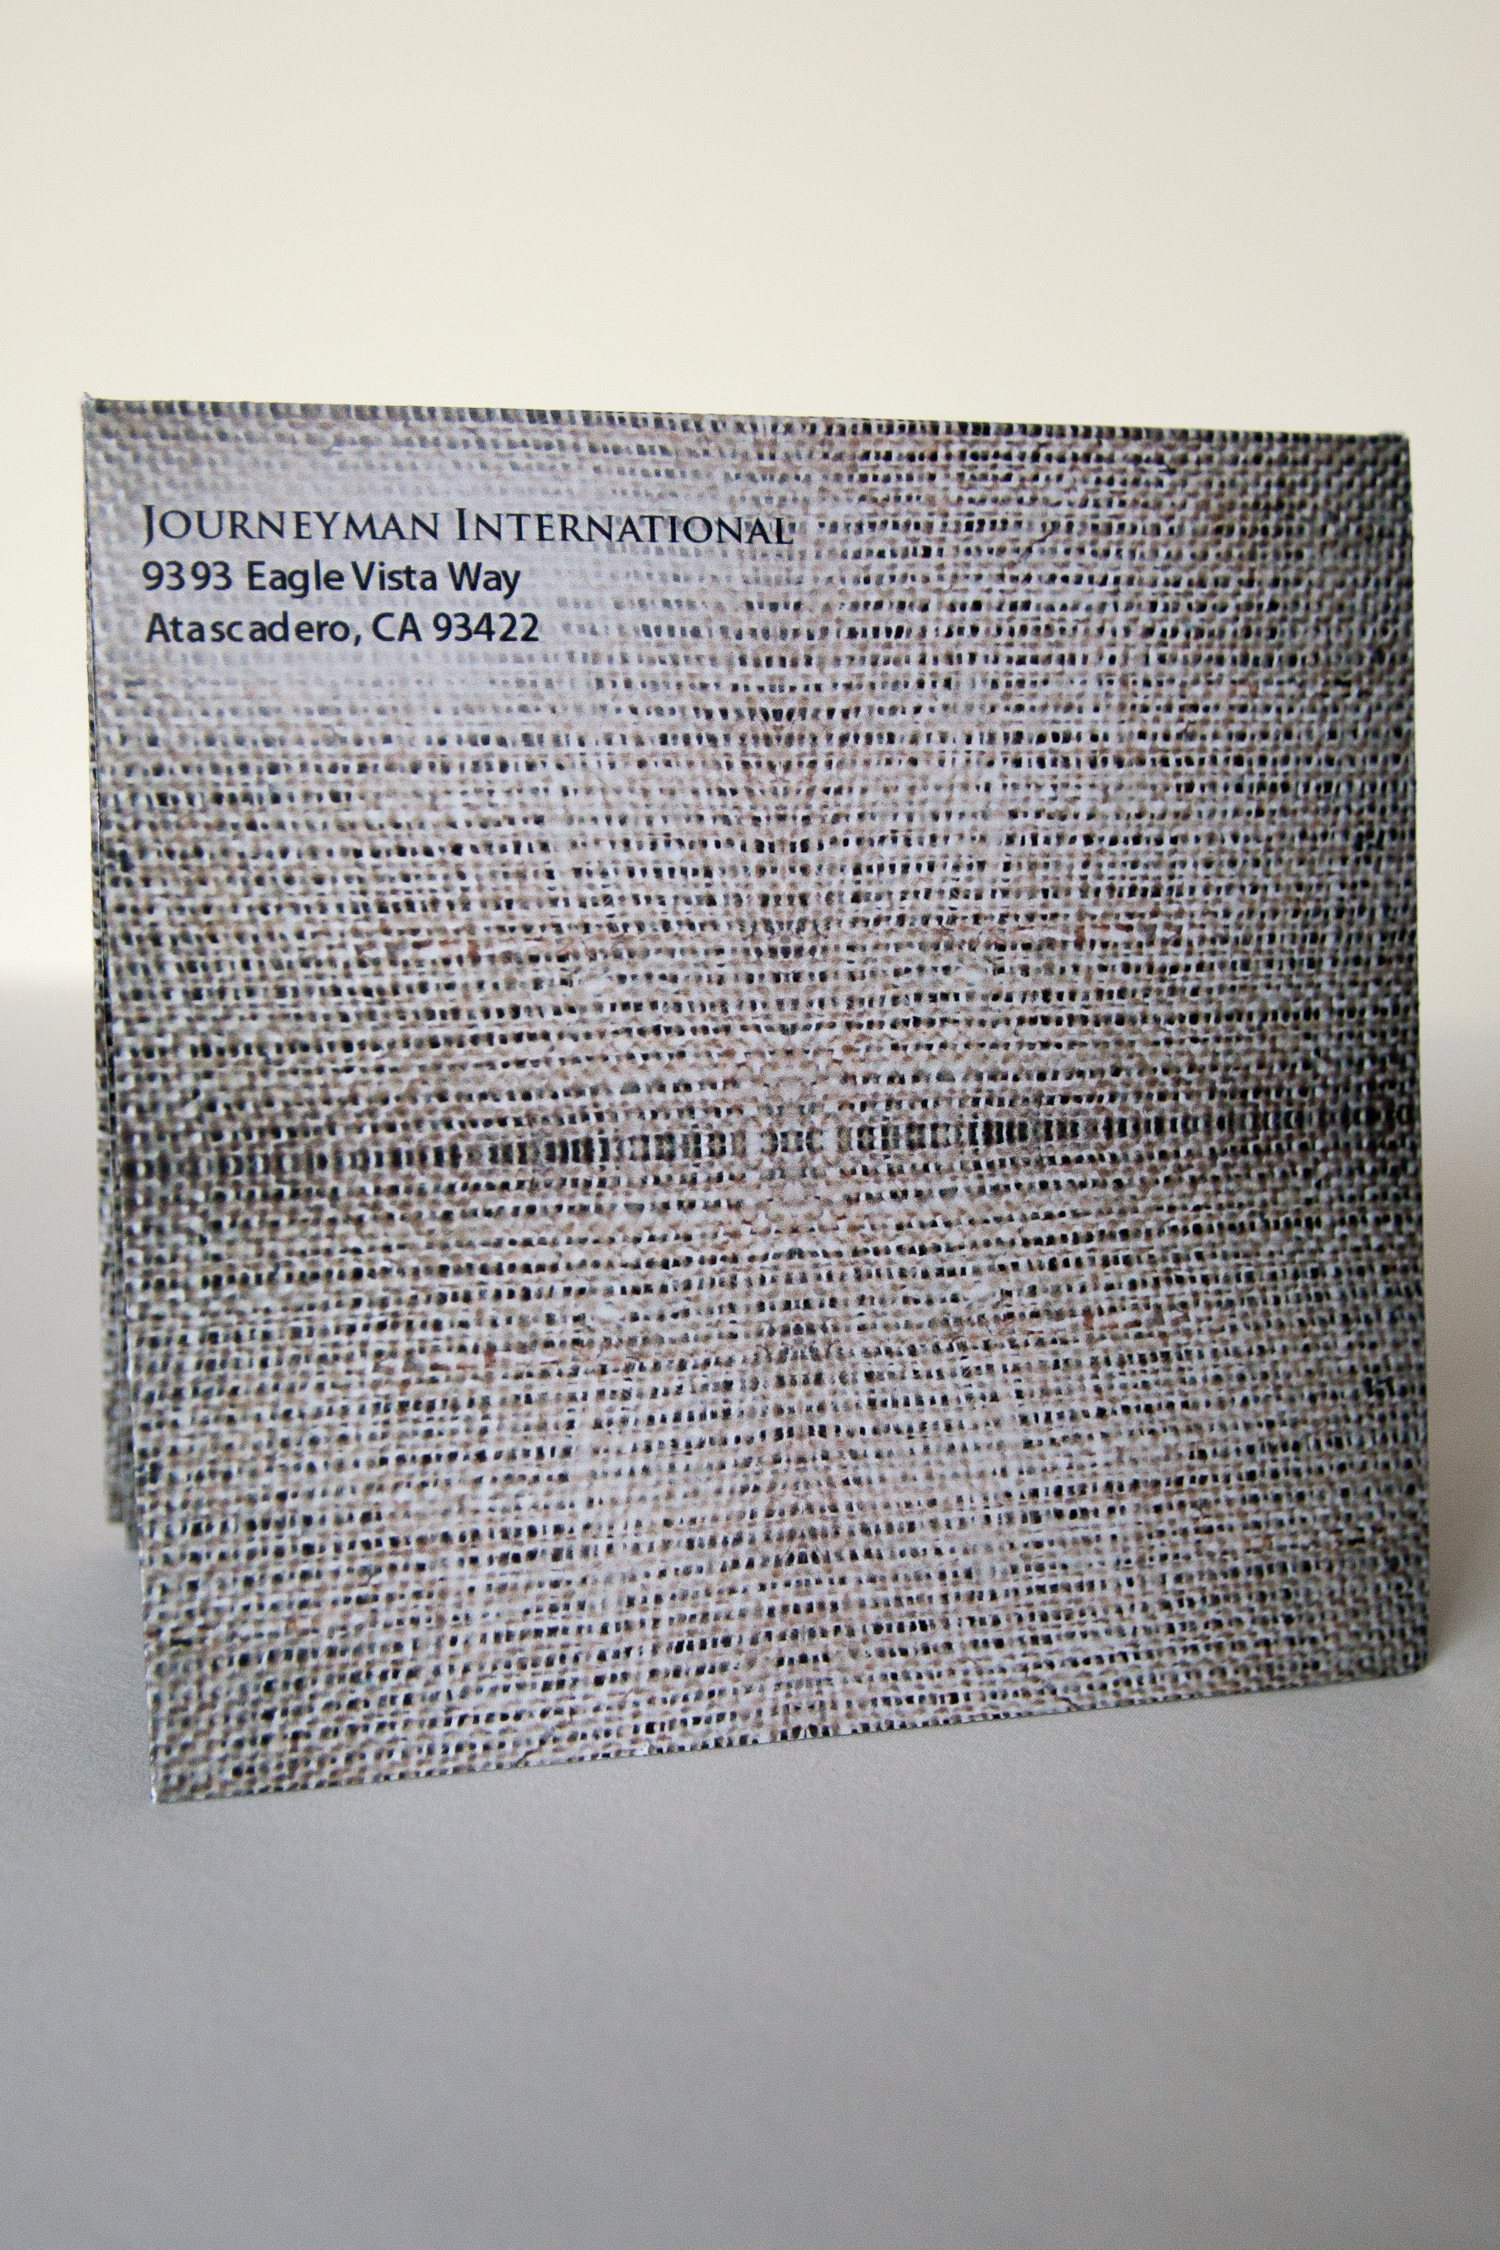 Journeyman International
9393 Eagle Vista Way
Atascadero, CA 93422